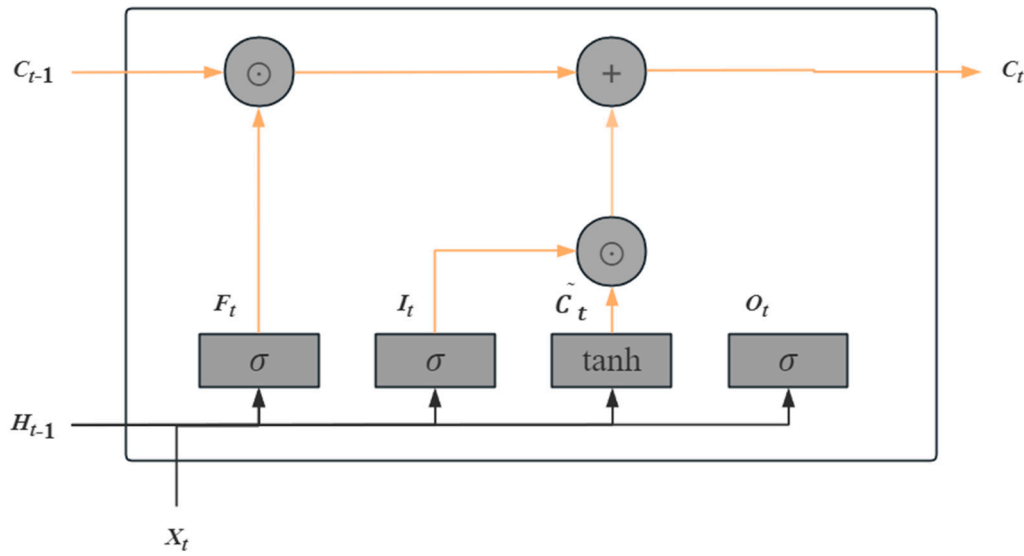 C_{t-1} ⊙ + C_t
⊙
F_t I_t C̃_t O_t
σ σ tanh σ
H_{t-1}
X_t